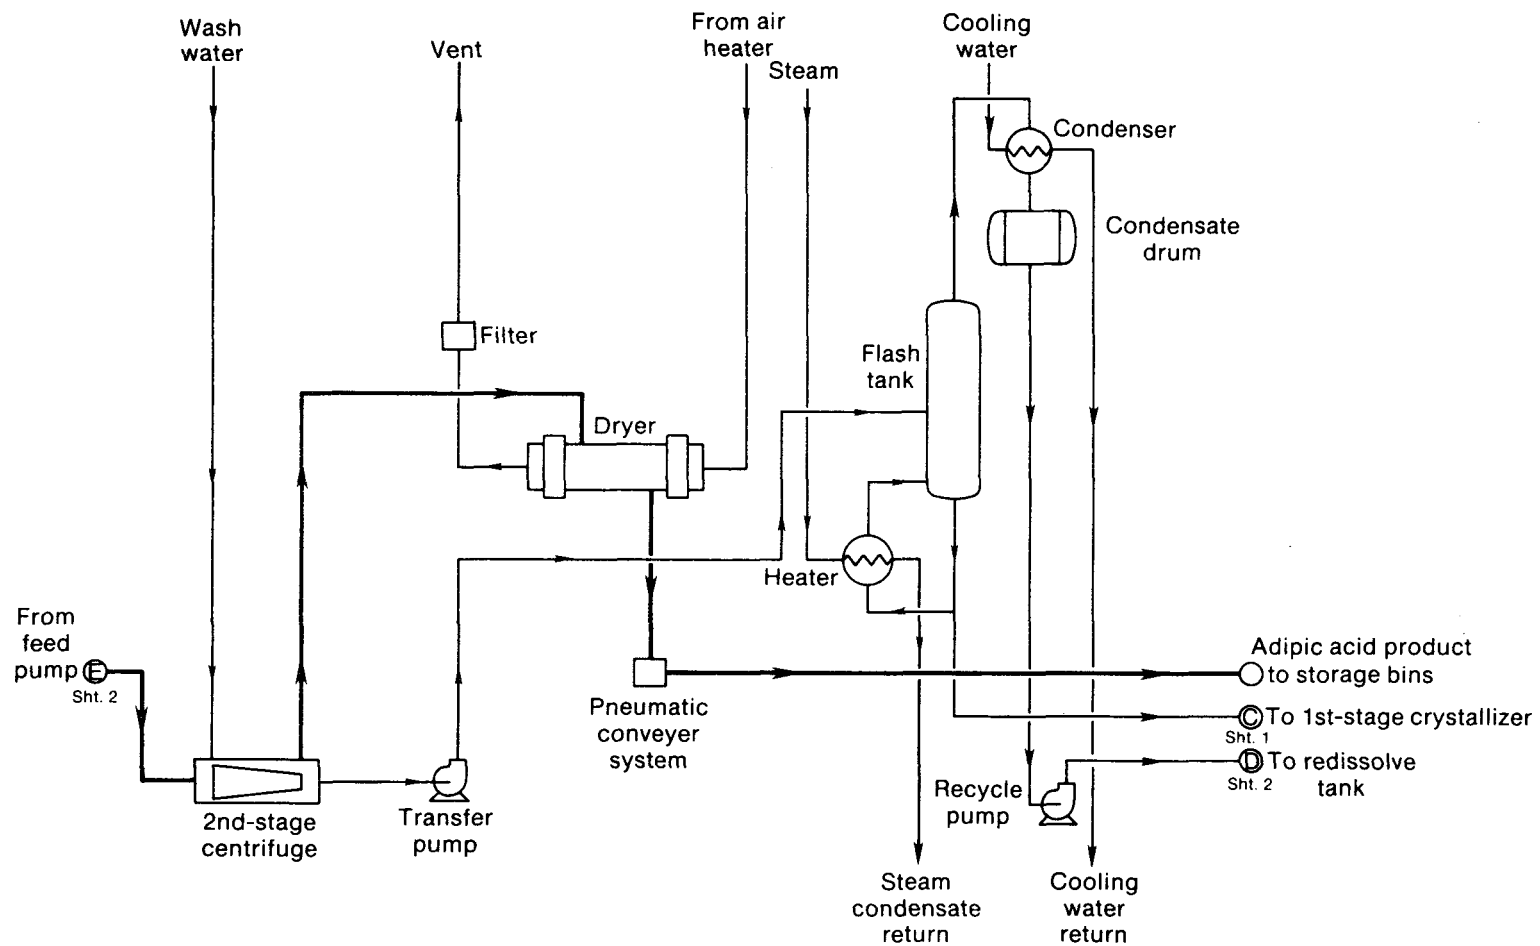 Wash
water
Vent
From air
heater
Steam
Cooling
water
Condenser
Condensate
drum
Filter
Flash
tank
Dryer
Heater
From
feed
pump
E
Sht. 2
Adipic acid product
to storage bins
Pneumatic
conveyer
system
C To 1st-stage crystallizer
Sht. 1
D To redissolve
tank
Sht. 2
Recycle
pump
2nd-stage
centrifuge
Transfer
pump
Steam
condensate
return
Cooling
water
return